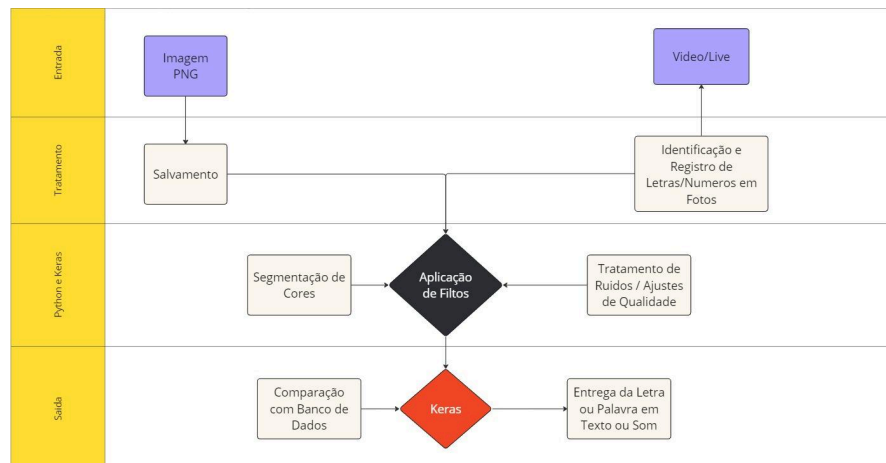 Entrada
Imagem
PNG
Video/Live
Tratamento
Salvamento
Identificação e
Registro de
Letras/Numeros em
Fotos
Python e Keras
Segmentação de
Cores
Aplicação
de Filtos
Tratamento de
Ruidos / Ajustes
de Qualidade
Saida
Comparação
com Banco de
Dados
Keras
Entrega da Letra
ou Palavra em
Texto ou Som